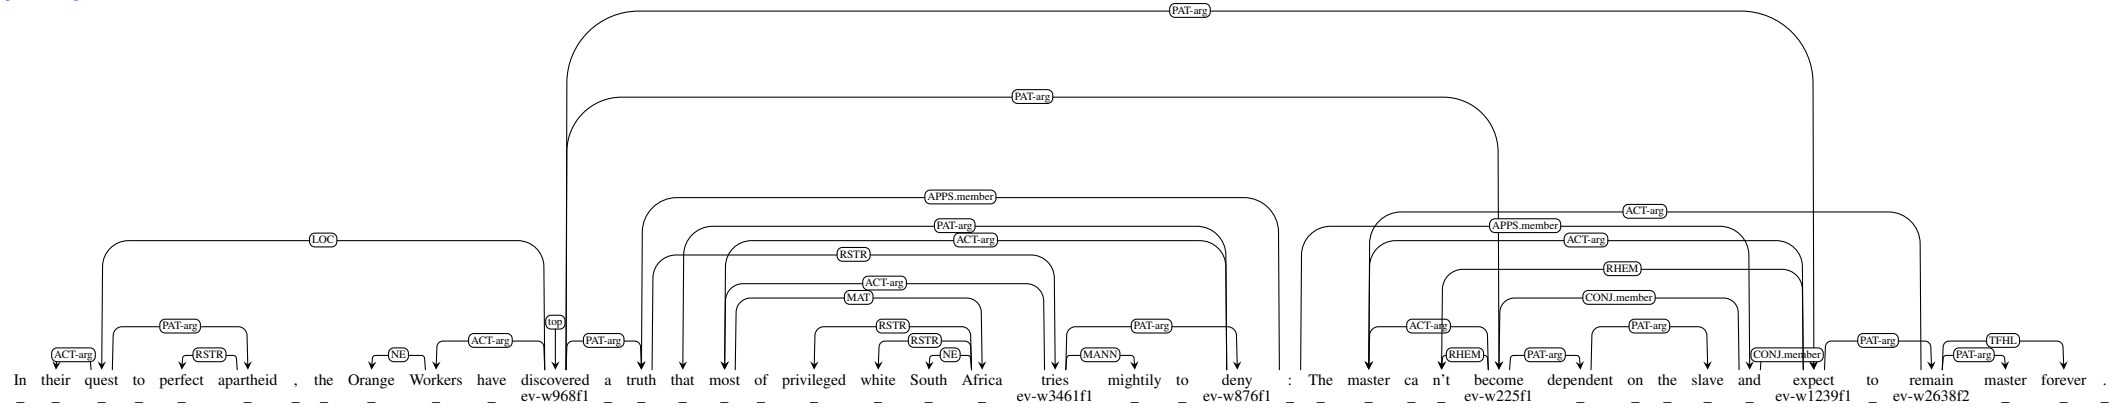 PAT-arg
PAT-arg
APPS.member
ACT-arg
PAT-arg APPS.member
LOC ACT-arg ACT-arg
RSTR
RHEM
ACT-arg
MAT CONJ.member
top
PAT-arg RSTR PAT-arg ACT-arg PAT-arg
ACT-arg PAT-arg RSTR PAT-arg TFHL
ACT-arg RSTR NE NE MANN RHEM PAT-arg CONJ.member PAT-arg
In their quest to perfect apartheid , the Orange Workers have discovered a truth that most of privileged white South Africa tries mightily to deny : The master ca n't become dependent on the slave and expect to remain master forever .
_ _ _ _ _ _ _ _ _ _ _ ev-w968f1 _ _ _ _ _ _ _ _ _ ev-w3461f1 _ _ ev-w876f1 _ _ _ _ _ ev-w225f1 _ _ _ _ _ ev-w1239f1 _ ev-w2638f2 _ _ _